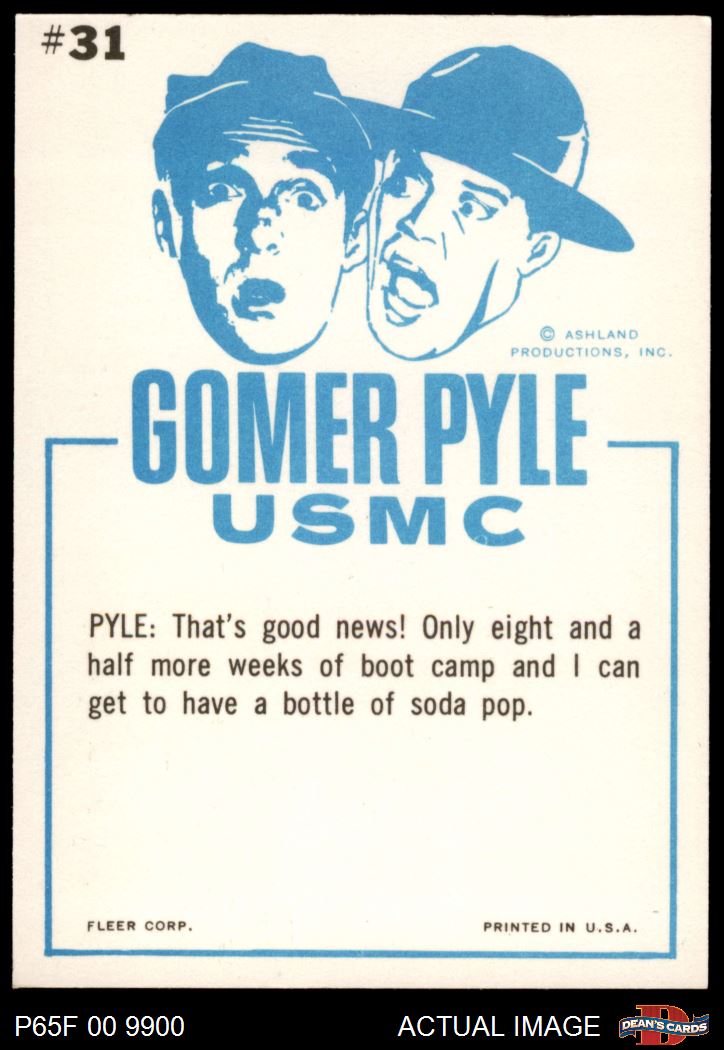 #31
© ASHLAND
PRODUCTIONS, INC.
GOMER PYLE
USMC
PYLE: That's good news! Only eight and a
half more weeks of boot camp and I can
get to have a bottle of soda pop.
FLEER CORP. PRINTED IN U.S.A.
P65F 00 9900 ACTUAL IMAGE D DEAN'S CARDS